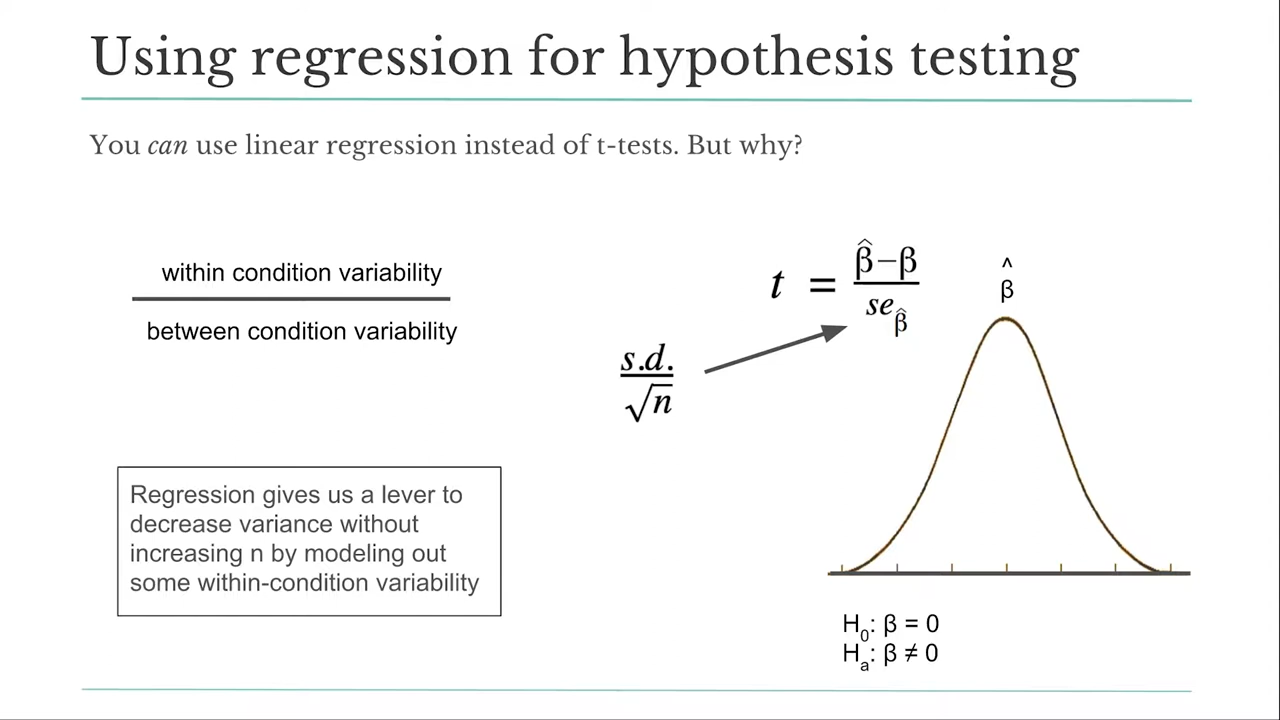 Using regression for hypothesis testing
You can use linear regression instead of t-tests. But why?
within condition variability
between condition variability
t = (β̂−β)/se_β̂
β̂
s.d./√n
Regression gives us a lever to
decrease variance without
increasing n by modeling out
some within-condition variability
H₀: β = 0
Hₐ: β ≠ 0